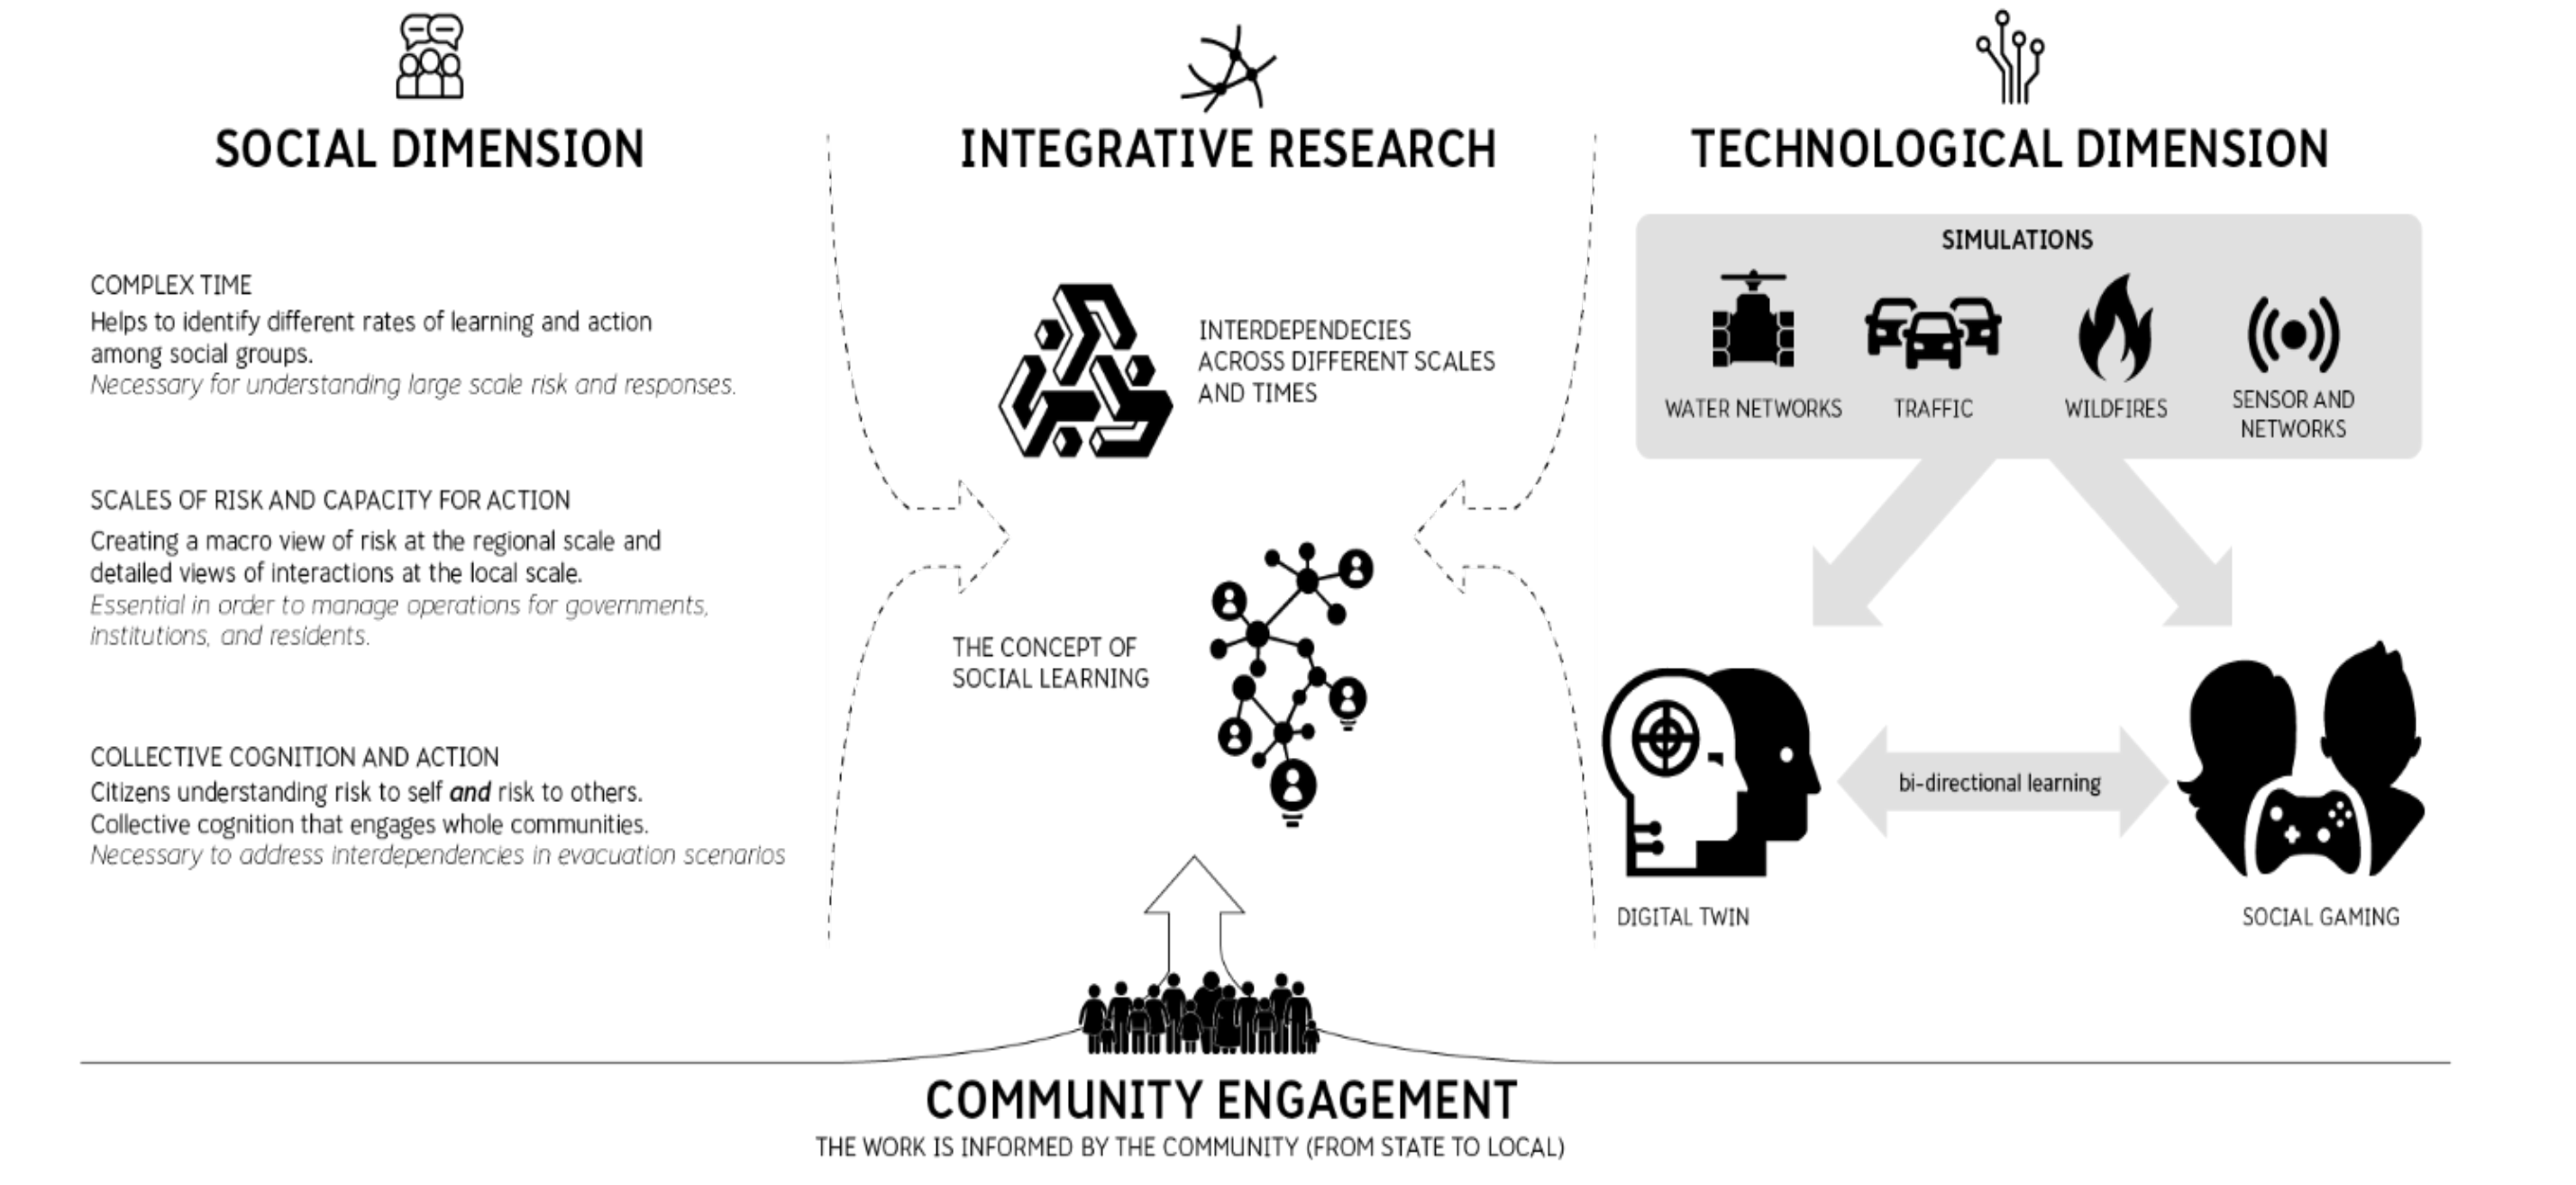 SOCIAL DIMENSION
COMPLEX TIME
Helps to identify different rates of learning and action
among social groups.
Necessary for understanding large scale risk and responses.
SCALES OF RISK AND CAPACITY FOR ACTION
Creating a macro view of risk at the regional scale and
detailed views of interactions at the local scale.
Essential in order to manage operations for governments,
institutions, and residents.
COLLECTIVE COGNITION AND ACTION
Citizens understanding risk to self and risk to others.
Collective cognition that engages whole communities.
Necessary to address interdependencies in evacuation scenarios
INTEGRATIVE RESEARCH
INTERDEPENDECIES
ACROSS DIFFERENT SCALES
AND TIMES
THE CONCEPT OF
SOCIAL LEARNING
TECHNOLOGICAL DIMENSION
SIMULATIONS
WATER NETWORKS
TRAFFIC
WILDFIRES
SENSOR AND
NETWORKS
bi-directional learning
DIGITAL TWIN
SOCIAL GAMING
COMMUNITY ENGAGEMENT
THE WORK IS INFORMED BY THE COMMUNITY (FROM STATE TO LOCAL)